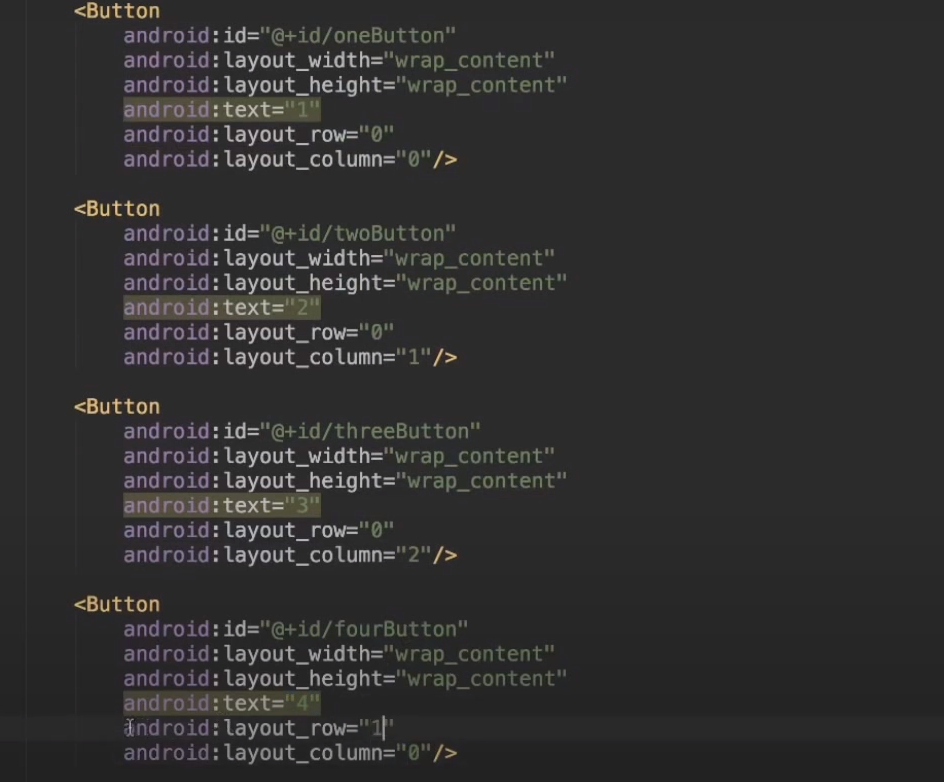 <Button
android:id="@+id/oneButton"
android:layout_width="wrap_content"
android:layout_height="wrap_content"
android:text="1"
android:layout_row="0"
android:layout_column="0"/>
<Button
android:id="@+id/twoButton"
android:layout_width="wrap_content"
android:layout_height="wrap_content"
android:text="2"
android:layout_row="0"
android:layout_column="1"/>
<Button
android:id="@+id/threeButton"
android:layout_width="wrap_content"
android:layout_height="wrap_content"
android:text="3"
android:layout_row="0"
android:layout_column="2"/>
<Button
android:id="@+id/fourButton"
android:layout_width="wrap_content"
android:layout_height="wrap_content"
android:text="4"
android:layout_row="1"
android:layout_column="0"/>